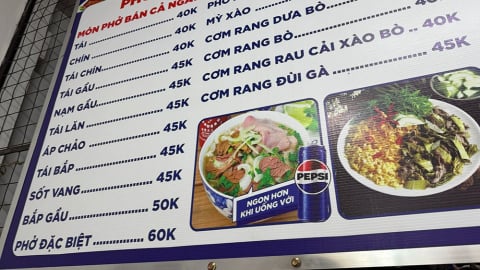 MÓN PHỞ BÁN CẢ
TÁI 40K
CHÍN 40K
TÁI CHÍN 40K
TÁI GẦU 45K
NẠM GẦU 45K
TÁI LĂN 45K
ÁP CHẢO 45K
TÁI BẮP 45K
SỐT VANG 45K
BẮP GẦU 50K
PHỞ ĐẶC BIỆT 60K
MỲ XÀO
CƠM RANG DƯA BÒ
CƠM RANG BÒ 40K
CƠM RANG RAU CẢI XÀO BÒ 40K
CƠM RANG ĐÙI GÀ 45K
NGON HƠN
KHI UỐNG VỚI
PEPSI